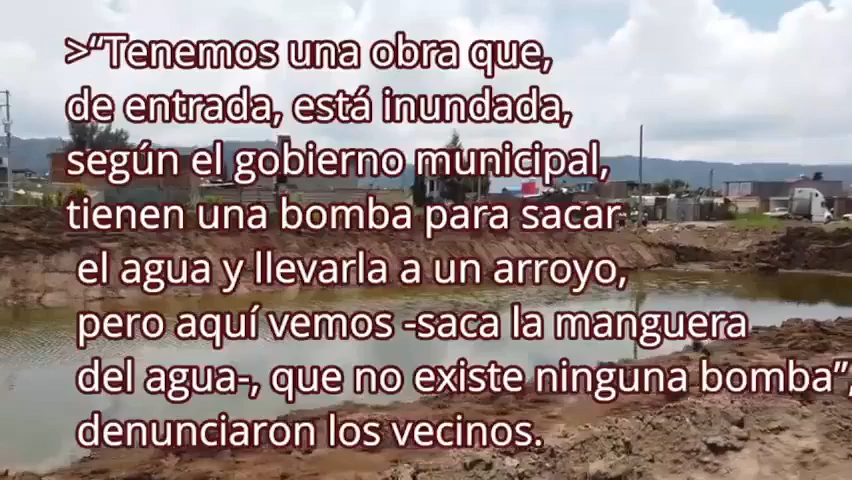 >“Tenemos una obra que,
de entrada, está inundada,
según el gobierno municipal,
tienen una bomba para sacar
el agua y llevarla a un arroyo,
pero aquí vemos -saca la manguera
del agua-, que no existe ninguna bomba”,
denunciaron los vecinos.